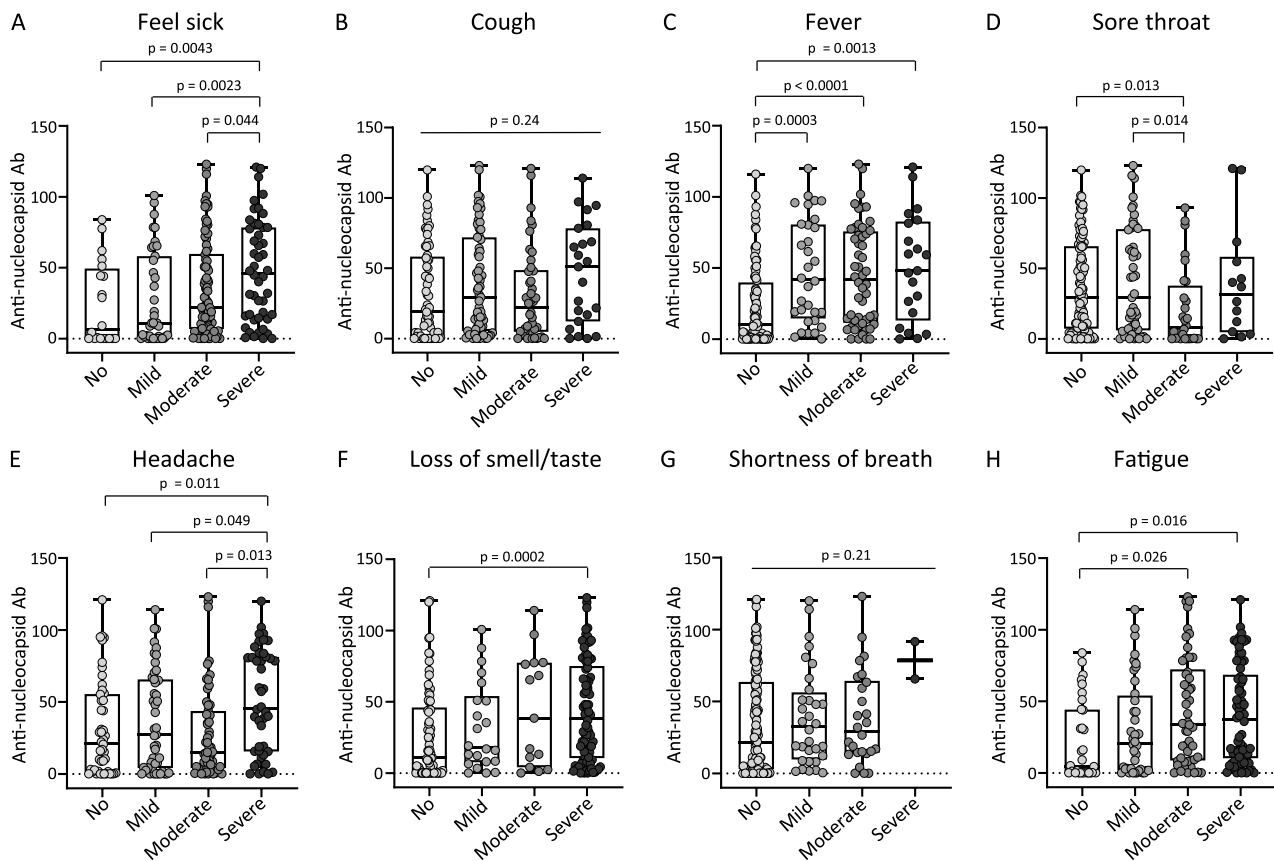 A Feel sick
p = 0.0043
p = 0.0023
p = 0.044
150
100
50
0
Anti-nucleocapsid Ab
No
Mild
Moderate
Severe
B Cough
p = 0.24
150
100
50
0
Anti-nucleocapsid Ab
No
Mild
Moderate
Severe
C Fever
p = 0.0013
p < 0.0001
p = 0.0003
150
100
50
0
Anti-nucleocapsid Ab
No
Mild
Moderate
Severe
D Sore throat
p = 0.013
p = 0.014
150
100
50
0
Anti-nucleocapsid Ab
No
Mild
Moderate
Severe
E Headache
p = 0.011
p = 0.049
p = 0.013
150
100
50
0
Anti-nucleocapsid Ab
No
Mild
Moderate
Severe
F Loss of smell/taste
p = 0.0002
150
100
50
0
Anti-nucleocapsid Ab
No
Mild
Moderate
Severe
G Shortness of breath
p = 0.21
150
100
50
0
Anti-nucleocapsid Ab
No
Mild
Moderate
Severe
H Fatigue
p = 0.016
p = 0.026
150
100
50
0
Anti-nucleocapsid Ab
No
Mild
Moderate
Severe